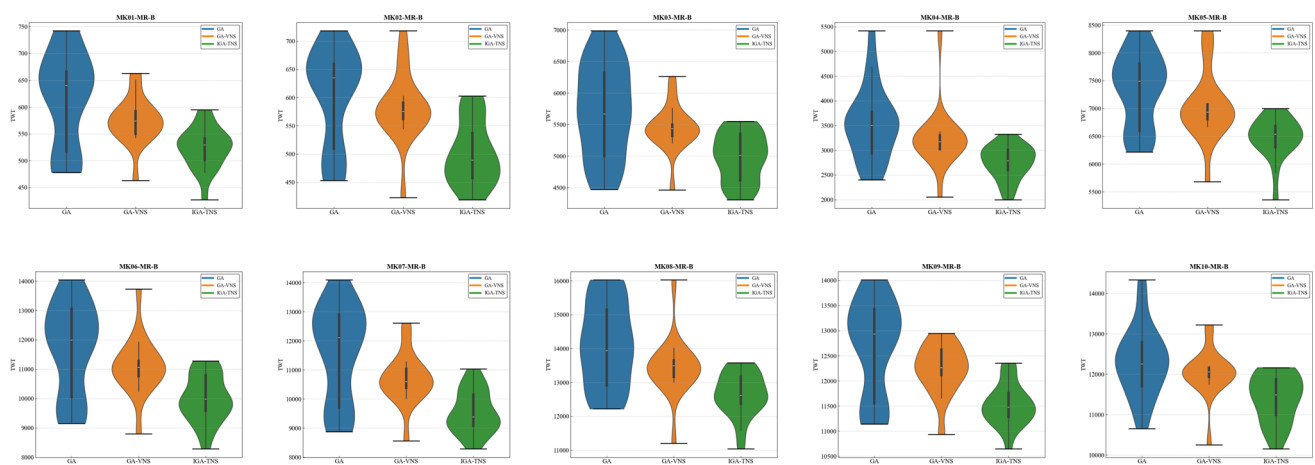 MK01-MR-B
GA
GA-VNS
IGA-TNS
750
700
650
600
550
500
450
TWT
GA GA-VNS IGA-TNS
MK02-MR-B
GA
GA-VNS
IGA-TNS
700
650
600
550
500
450
TWT
GA GA-VNS IGA-TNS
MK03-MR-B
GA
GA-VNS
IGA-TNS
7000
6500
6000
5500
5000
4500
TWT
GA GA-VNS IGA-TNS
MK04-MR-B
GA
GA-VNS
IGA-TNS
5500
5000
4500
4000
3500
3000
2500
2000
TWT
GA GA-VNS IGA-TNS
MK05-MR-B
GA
GA-VNS
IGA-TNS
8500
8000
7500
7000
6500
6000
5500
TWT
GA GA-VNS IGA-TNS
MK06-MR-B
GA
GA-VNS
IGA-TNS
14000
13000
12000
11000
10000
9000
8000
TWT
GA GA-VNS IGA-TNS
MK07-MR-B
GA
GA-VNS
IGA-TNS
14000
13000
12000
11000
10000
9000
8000
TWT
GA GA-VNS IGA-TNS
MK08-MR-B
GA
GA-VNS
IGA-TNS
16000
15000
14000
13000
12000
11000
TWT
GA GA-VNS IGA-TNS
MK09-MR-B
GA
GA-VNS
IGA-TNS
14000
13500
13000
12500
12000
11500
11000
10500
TWT
GA GA-VNS IGA-TNS
MK10-MR-B
GA
GA-VNS
IGA-TNS
14000
13000
12000
11000
10000
TWT
GA GA-VNS IGA-TNS